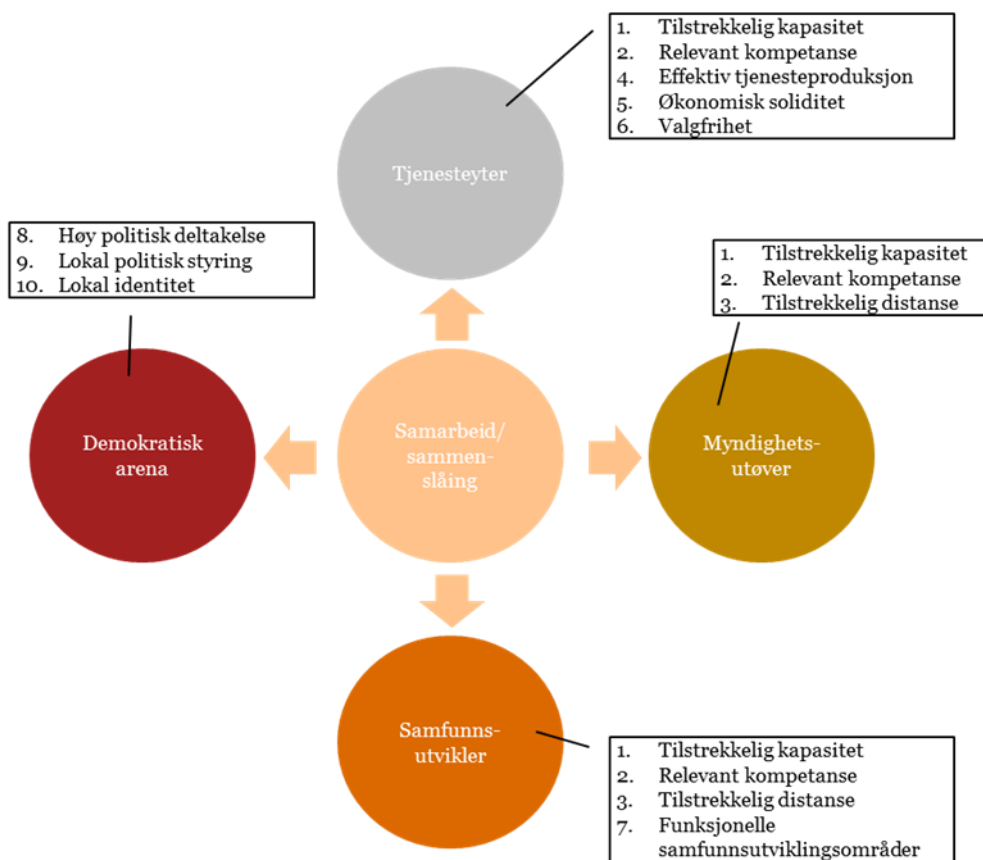 1. Tilstrekkelig kapasitet
2. Relevant kompetanse
4. Effektiv tjenesteproduksjon
5. Økonomisk soliditet
6. Valgfrihet
Tjenesteyter
8. Høy politisk deltakelse
9. Lokal politisk styring
10. Lokal identitet
1. Tilstrekkelig kapasitet
2. Relevant kompetanse
3. Tilstrekkelig distanse
Demokratisk
arena
Samarbeid/
sammen-
slåing
Myndighets-
utøver
Samfunns-
utvikler
1. Tilstrekkelig kapasitet
2. Relevant kompetanse
3. Tilstrekkelig distanse
7. Funksjonelle
samfunnsutviklingsområder